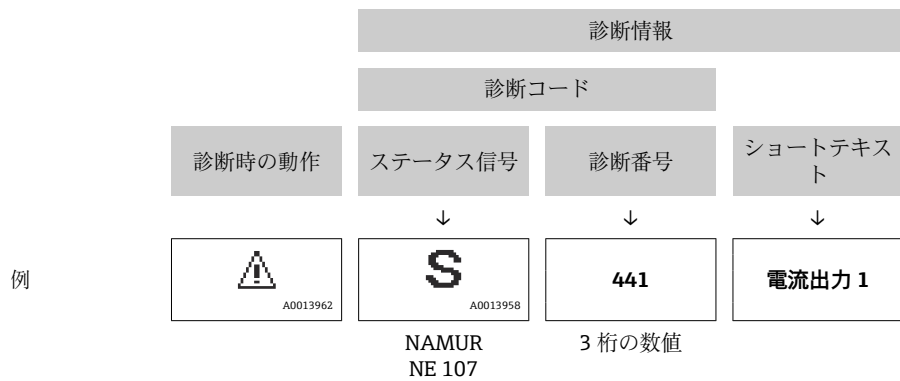 診断情報
診断コード
診断時の動作
ステータス信号
診断番号
ショートテキス
ト
↓
↓
↓
例
A0013962
S
A0013958
441
電流出力 1
NAMUR
NE 107
3 桁の数値